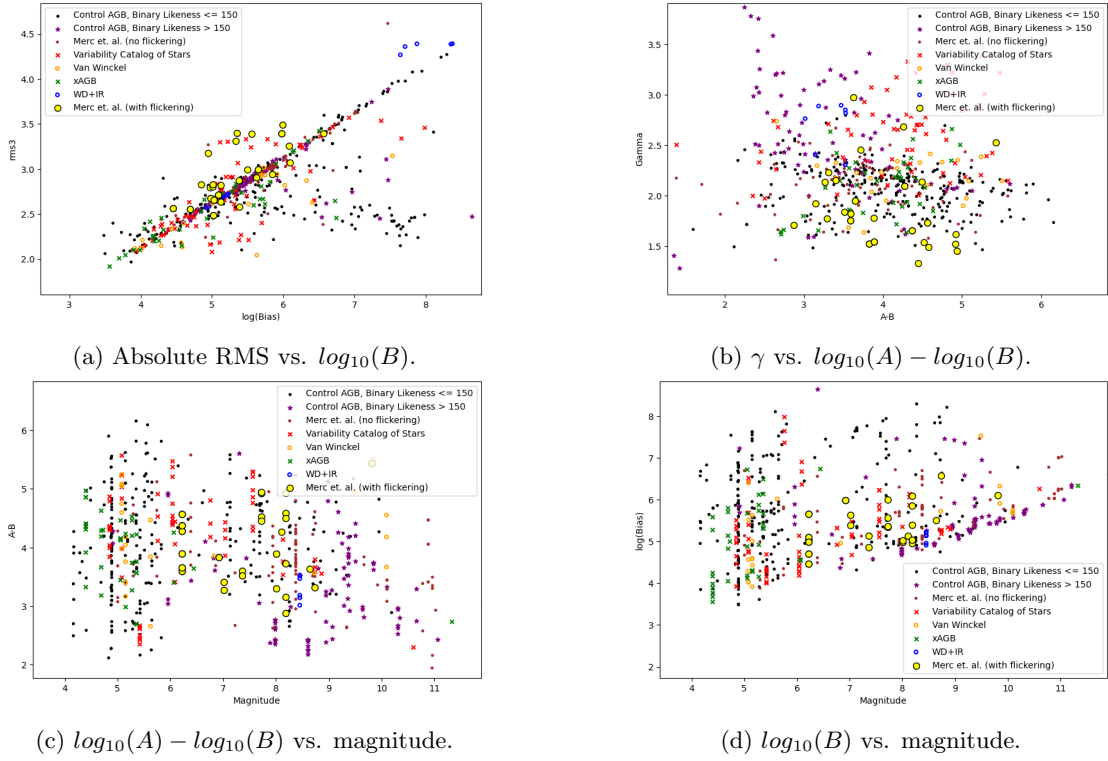 Control AGB, Binary Likeness <= 150
Control AGB, Binary Likeness > 150
Merc et. al. (no flickering)
Variability Catalog of Stars
Van Winckel
xAGB
WD+IR
Merc et. al. (with flickering)
4.5
4.0
3.5
3.0
2.5
2.0
rms3
3
4
5
6
7
8
log(Bias)
(a) Absolute RMS vs. log10(B).
Control AGB, Binary Likeness <= 150
Control AGB, Binary Likeness > 150
Merc et. al. (no flickering)
Variability Catalog of Stars
Van Winckel
xAGB
WD+IR
Merc et. al. (with flickering)
3.5
3.0
2.5
2.0
1.5
Gamma
2
3
4
5
6
A-B
(b) γ vs. log10(A) − log10(B).
Control AGB, Binary Likeness <= 150
Control AGB, Binary Likeness > 150
Merc et. al. (no flickering)
Variability Catalog of Stars
Van Winckel
xAGB
WD+IR
Merc et. al. (with flickering)
6
5
4
3
2
A-B
4
5
6
7
8
9
10
11
Magnitude
(c) log10(A) − log10(B) vs. magnitude.
8
7
6
5
4
3
2
log(Bias)
Control AGB, Binary Likeness <= 150
Control AGB, Binary Likeness > 150
Merc et. al. (no flickering)
Variability Catalog of Stars
Van Winckel
xAGB
WD+IR
Merc et. al. (with flickering)
4
5
6
7
8
9
10
11
Magnitude
(d) log10(B) vs. magnitude.